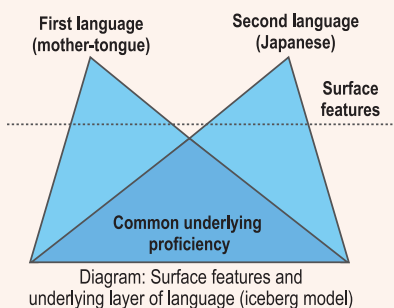 First language
(mother-tongue)
Second language
(Japanese)
Surface
features
Common underlying
proficiency
Diagram: Surface features and
underlying layer of language (iceberg model)